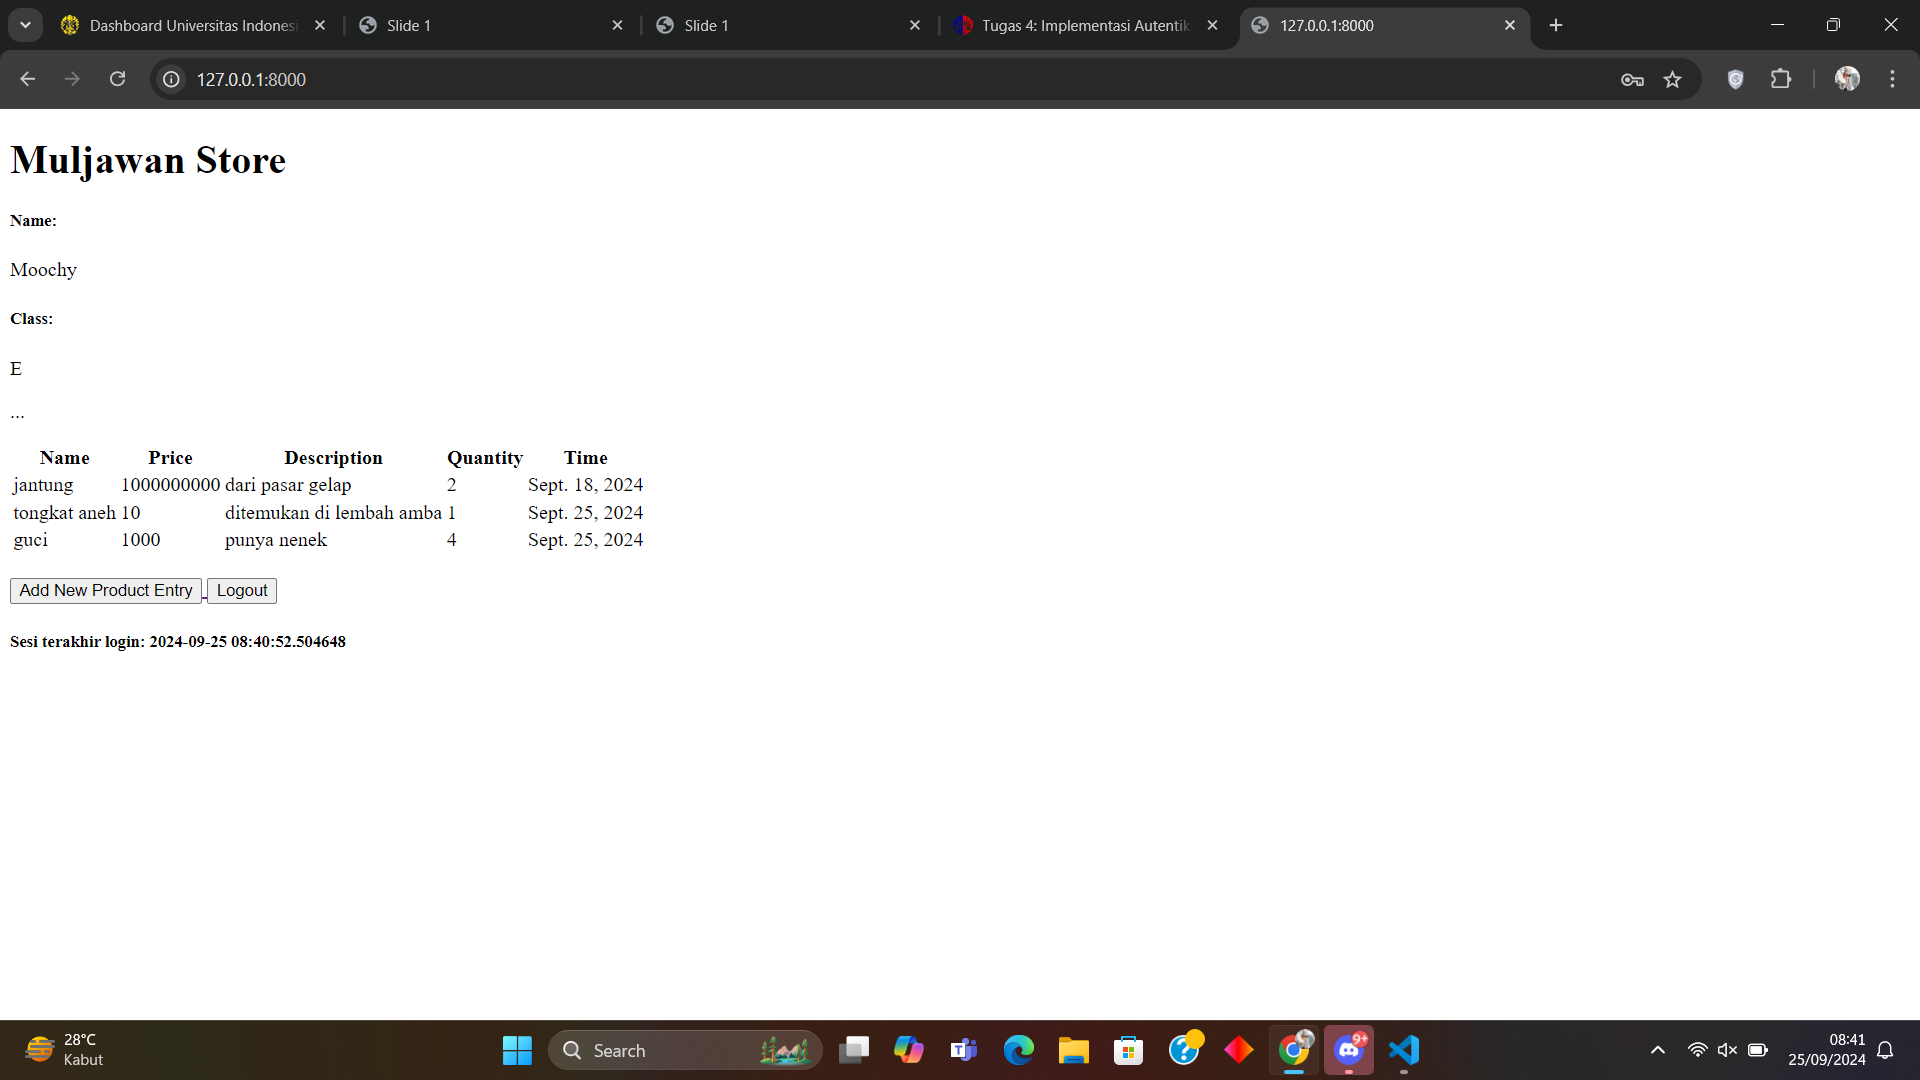 Dashboard Universitas Indonesi
Slide 1
Slide 1
Tugas 4: Implementasi Autentik
127.0.0.1:8000
127.0.0.1:8000
Muljawan Store
Name:
Moochy
Class:
E
...
Name Price Description Quantity Time
jantung 1000000000 dari pasar gelap 2 Sept. 18, 2024
tongkat aneh 10 ditemukan di lembah amba 1 Sept. 25, 2024
guci 1000 punya nenek 4 Sept. 25, 2024
Add New Product Entry Logout
Sesi terakhir login: 2024-09-25 08:40:52.504648
28°C
Kabut
Search
9+
08:41
25/09/2024